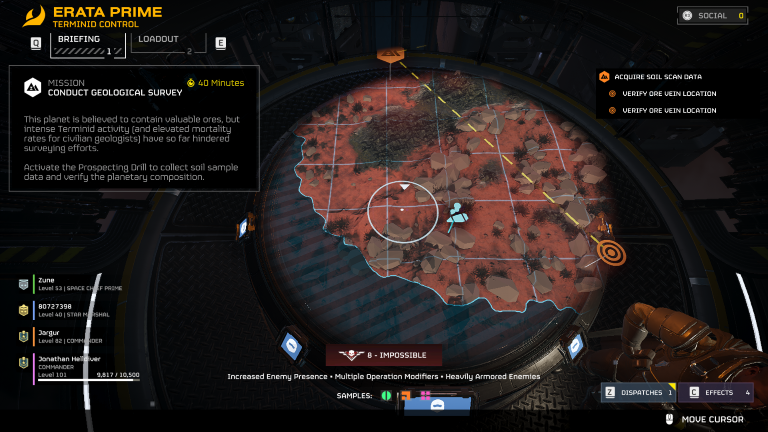 ERATA PRIME
TERMINID CONTROL
SOCIAL 0
Q BRIEFING 1 LOADOUT 2 E
MISSION 40 Minutes
CONDUCT GEOLOGICAL SURVEY
This planet is believed to contain valuable ores, but
intense Terminid activity (and elevated mortality
rates for civilian geologists) have so far hindered
surveying efforts.
Activate the Prospecting Drill to collect soil sample
data and verify the planetary composition.
ACQUIRE SOIL SCAN DATA
VERIFY ORE VEIN LOCATION
VERIFY ORE VEIN LOCATION
Zune
Level 53 | SPACE CHIEF PRIME
80727398
Level 40 | STAR MARSHAL
Jargur
Level 82 | COMMANDER
Jonathan Helldiver
COMMANDER
Level 101 9,817 / 10,500
8 - IMPOSSIBLE
Increased Enemy Presence • Multiple Operation Modifiers • Heavily Armored Enemies
SAMPLES:
Z DISPATCHES 1 C EFFECTS 4
MOVE CURSOR